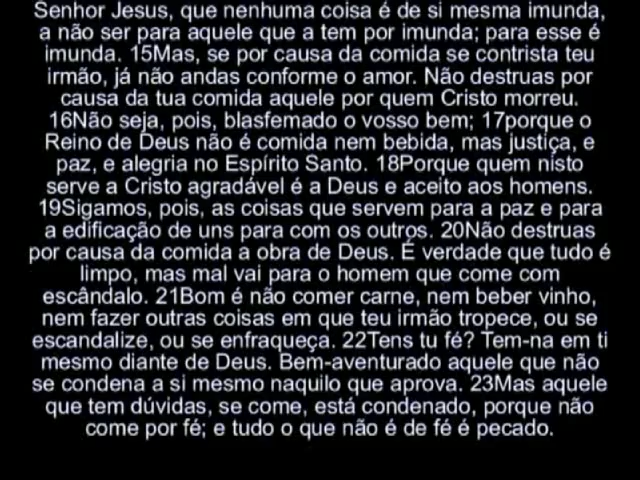 Senhor Jesus, que nenhuma coisa é de si mesma imunda,
a não ser para aquele que a tem por imunda; para esse é
imunda. 15Mas, se por causa da comida se contrista teu
irmão, já não andas conforme o amor. Não destruas por
causa da tua comida aquele por quem Cristo morreu.
16Não seja, pois, blasfemado o vosso bem; 17porque o
Reino de Deus não é comida nem bebida, mas justiça, e
paz, e alegria no Espírito Santo. 18Porque quem nisto
serve a Cristo agradável é a Deus e aceito aos homens.
19Sigamos, pois, as coisas que servem para a paz e para
a edificação de uns para com os outros. 20Não destruas
por causa da comida a obra de Deus. É verdade que tudo é
limpo, mas mal vai para o homem que come com
escândalo. 21Bom é não comer carne, nem beber vinho,
nem fazer outras coisas em que teu irmão tropece, ou se
escandalize, ou se enfraqueça. 22Tens tu fé? Tem-na em ti
mesmo diante de Deus. Bem-aventurado aquele que não
se condena a si mesmo naquilo que aprova. 23Mas aquele
que tem dúvidas, se come, está condenado, porque não
come por fé; e tudo o que não é de fé é pecado.